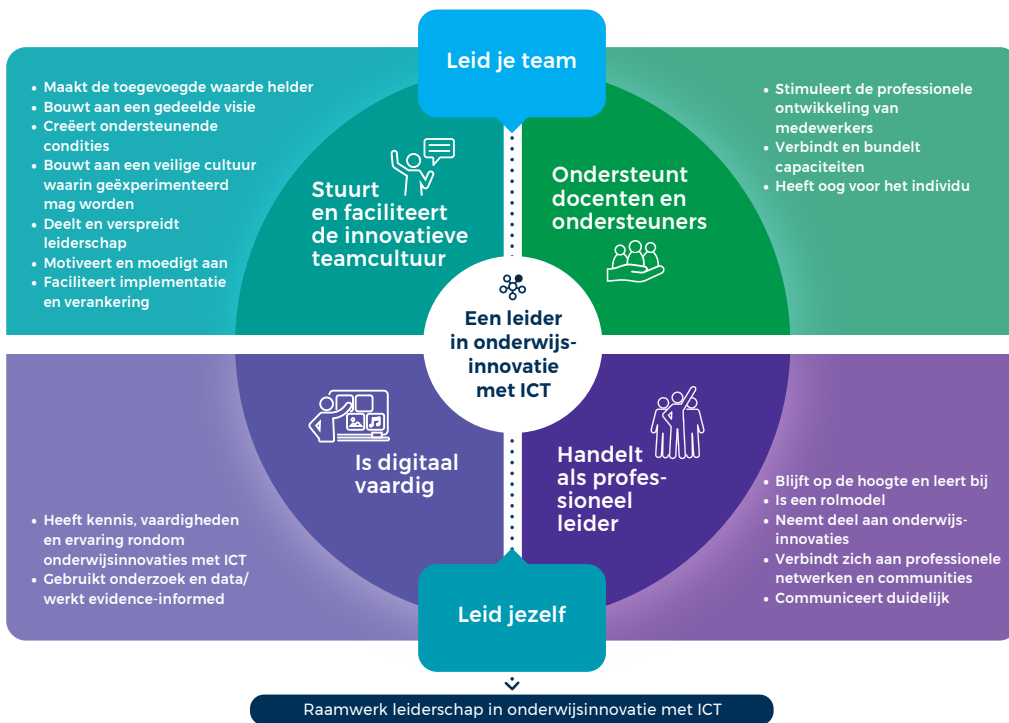 Leid je team
• Maakt de toegevoegde waarde helder
• Bouwt aan een gedeelde visie
• Creëert ondersteunende
condities
• Bouwt aan een veilige cultuur
waarin geëxperimenteerd
mag worden
• Deelt en verspreidt
leiderschap
• Motiveert en moedigt aan
• Faciliteert implementatie
en verankering
Stuurt
en faciliteert
de innovatieve
teamcultuur
Ondersteunt
docenten en
ondersteuners
• Stimuleert de professionele
ontwikkeling van
medewerkers
• Verbindt en bundelt
capaciteiten
• Heeft oog voor het individu
Een leider
in onderwijs-
innovatie
met ICT
Is digitaal
vaardig
• Heeft kennis, vaardigheden
en ervaring rondom
onderwijsinnovaties met ICT
• Gebruikt onderzoek en data/
werkt evidence-informed
Handelt
als profes-
sioneel
leider
• Blijft op de hoogte en leert bij
• Is een rolmodel
• Neemt deel aan onderwijs-
innovaties
• Verbindt zich aan professionele
netwerken en communities
• Communiceert duidelijk
Leid jezelf
Raamwerk leiderschap in onderwijsinnovatie met ICT